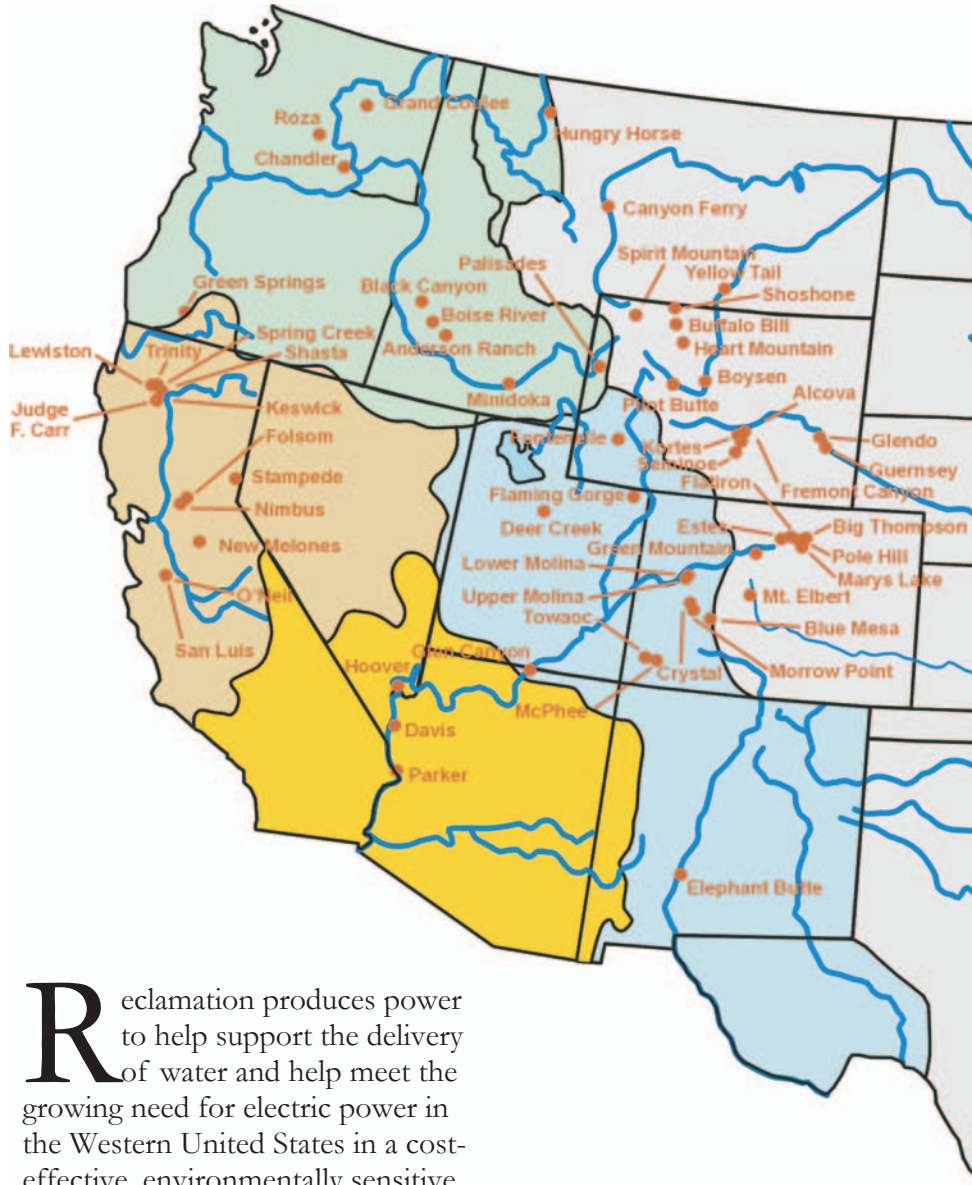 Grand Coulee
Roza
Hungry Horse
Chandler
Canyon Ferry
Spirit Mountain
Palisades
Yellow Tail
Green Springs
Black Canyon
Shoshone
Boise River
Buffalo Bill
Spring Creek
Lewiston
Trinity
Shasta
Anderson Ranch
Heart Mountain
Boysen
Judge
F. Carr
Keswick
Minidoka
Pilot Butte
Alcova
Folsom
Fontenelle
Kortes
Glendo
Seminoe
Guernsey
Stampede
Flatiron
Fremont Canyon
Nimbus
Flaming Gorge
Deer Creek
Estes
Big Thompson
New Melones
Green Mountain
Pole Hill
Lower Molina
Marys Lake
O'Neil
Upper Molina
Mt. Elbert
Towaoc
Blue Mesa
San Luis
Glen Canyon
Hoover
Crystal
Morrow Point
McPhee
Davis
Parker
Elephant Butte
Reclamation produces power
to help support the delivery
of water and help meet the
growing need for electric power in
the Western United States in a cost-
effective, environmentally sensitive